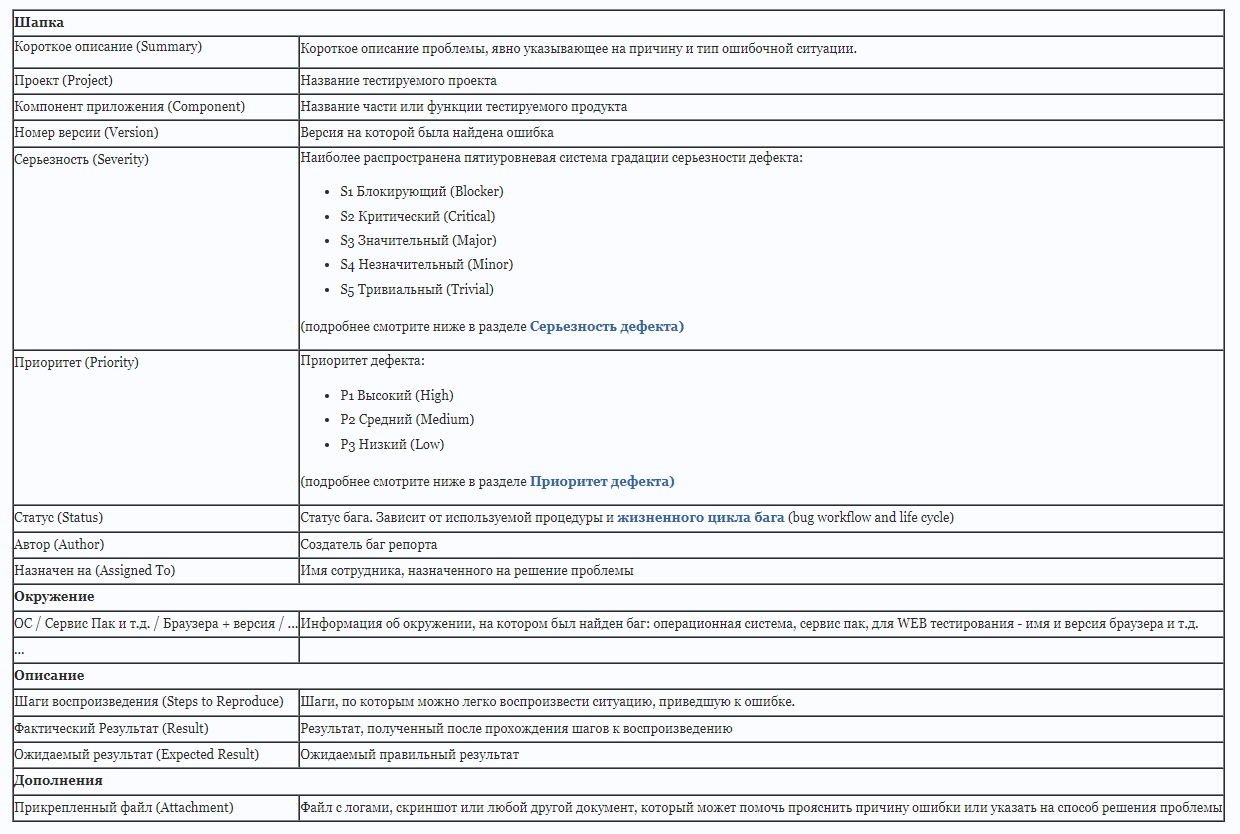 Шапка
Короткое описание (Summary)
Короткое описание проблемы, явно указывающее на причину и тип ошибочной ситуации.
Проект (Project)
Название тестируемого проекта
Компонент приложения (Component)
Название части или функции тестируемого продукта
Номер версии (Version)
Версия на которой была найдена ошибка
Серьезность (Severity)
Наиболее распространена пятиуровневая система градации серьезности дефекта:
• S1 Блокирующий (Blocker)
• S2 Критический (Critical)
• S3 Значительный (Major)
• S4 Незначительный (Minor)
• S5 Тривиальный (Trivial)
(подробнее смотрите ниже в разделе Серьезность дефекта)
Приоритет (Priority)
Приоритет дефекта:
• P1 Высокий (High)
• P2 Средний (Medium)
• P3 Низкий (Low)
(подробнее смотрите ниже в разделе Приоритет дефекта)
Статус (Status)
Статус бага. Зависит от используемой процедуры и жизненного цикла бага (bug workflow and life cycle)
Автор (Author)
Создатель баг репорта
Назначен на (Assigned To)
Имя сотрудника, назначенного на решение проблемы
Окружение
ОС / Сервис Пак и т.д. / Браузера + версия / ...
Информация об окружении, на котором был найден баг: операционная система, сервис пак, для WEB тестирования - имя и версия браузера и т.д.
...
Описание
Шаги воспроизведения (Steps to Reproduce)
Шаги, по которым можно легко воспроизвести ситуацию, приведшую к ошибке.
Фактический Результат (Result)
Результат, полученный после прохождения шагов к воспроизведению
Ожидаемый результат (Expected Result)
Ожидаемый правильный результат
Дополнения
Прикрепленный файл (Attachment)
Файл с логами, скриншот или любой другой документ, который может помочь прояснить причину ошибки или указать на способ решения проблемы